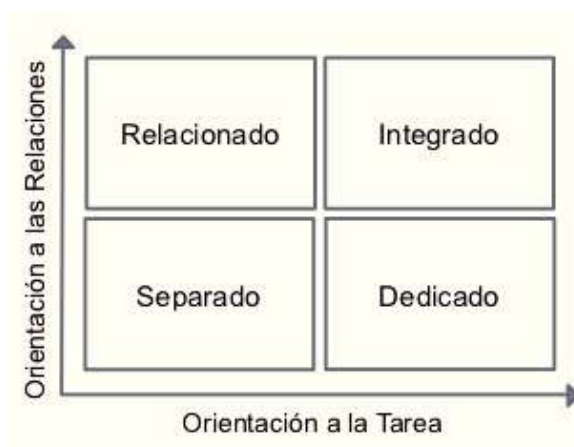 Orientación a las Relaciones
Relacionado
Integrado
Separado
Dedicado
Orientación a la Tarea